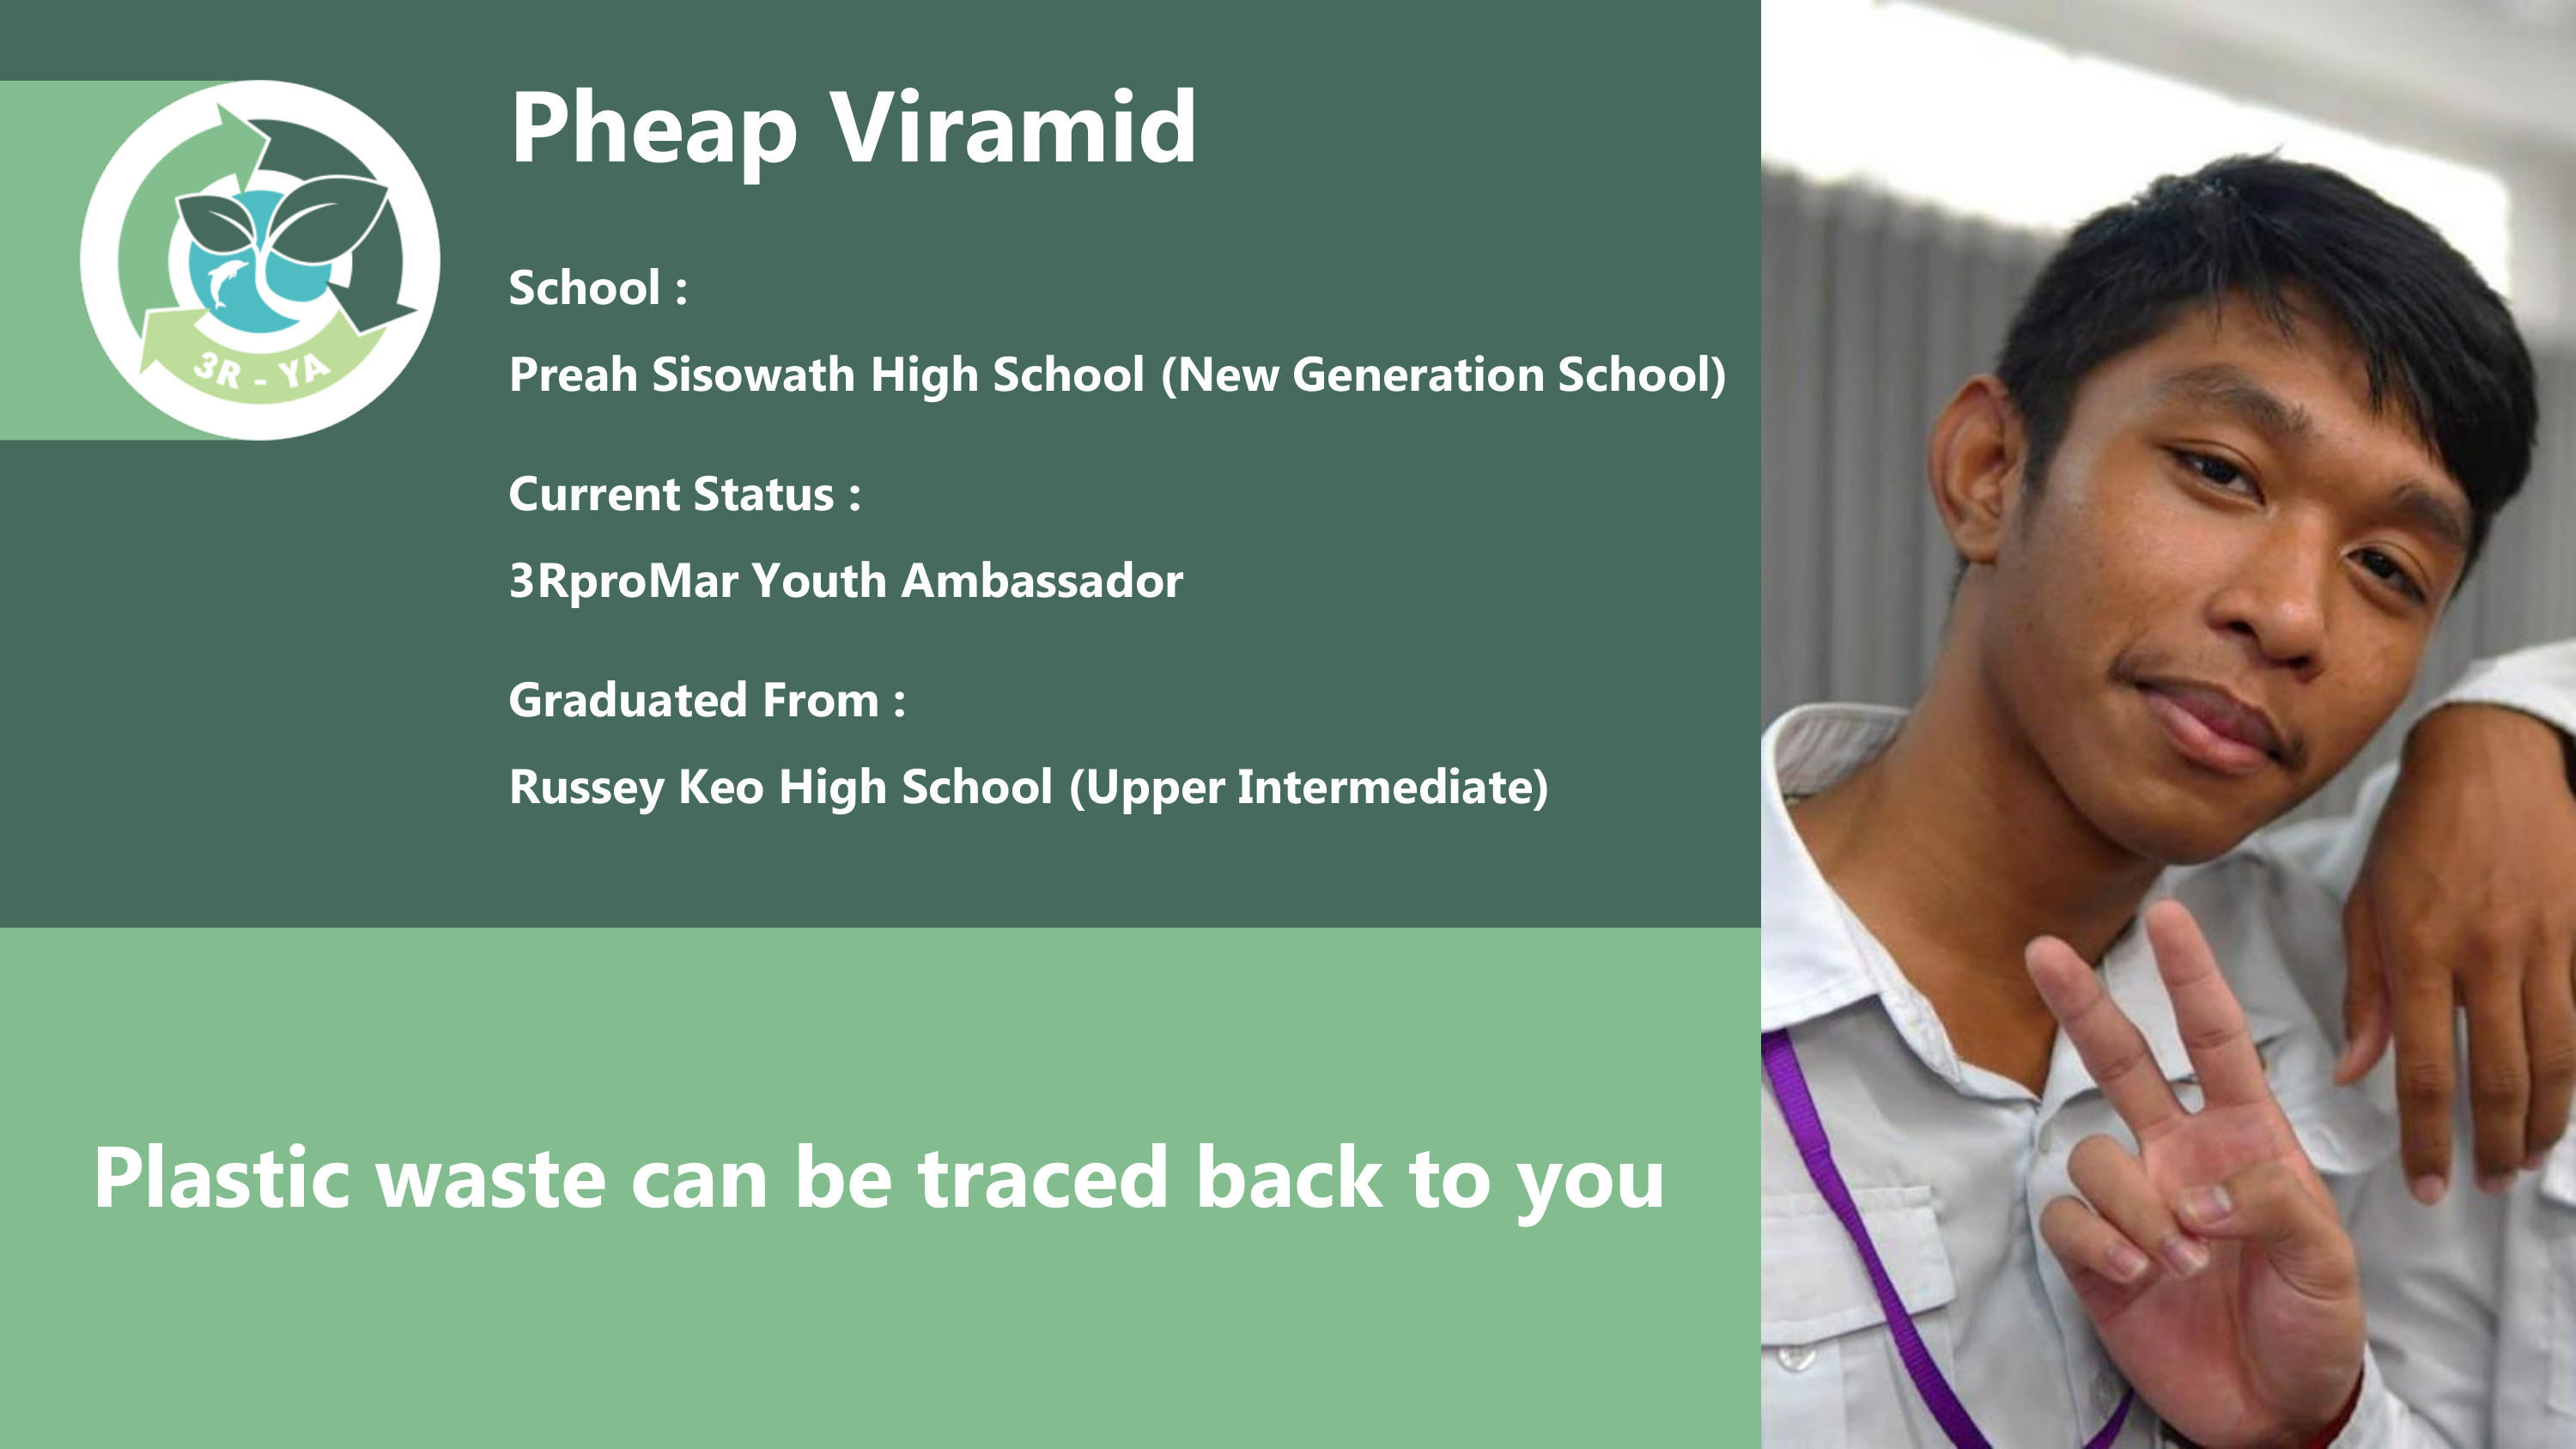 Pheap Viramid
3R - YA
School :
Preah Sisowath High School (New Generation School)
Current Status :
3RproMar Youth Ambassador
Graduated From :
Russey Keo High School (Upper Intermediate)
Plastic waste can be traced back to you